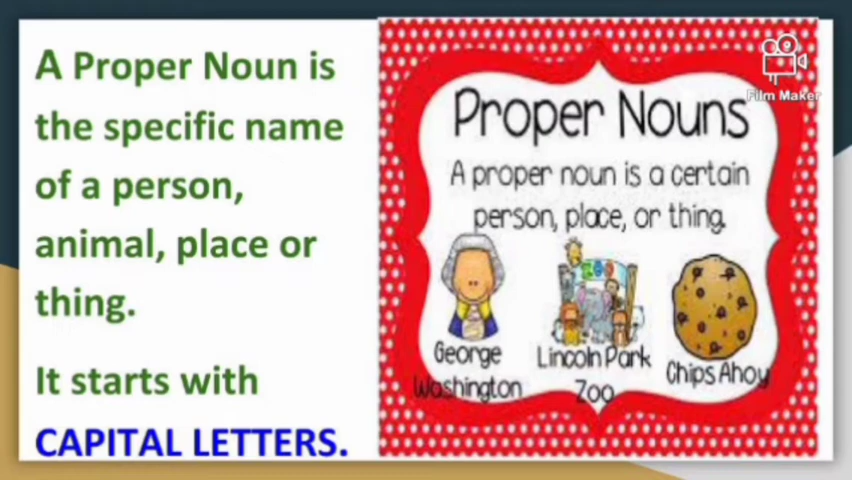 A Proper Noun is
the specific name
of a person,
animal, place or
thing.
It starts with
CAPITAL LETTERS.
Film Maker
Proper Nouns
A proper noun is a certain
person, place, or thing.
ZOO
George
Washington
Lincoln Park
Zoo
Chips Ahoy